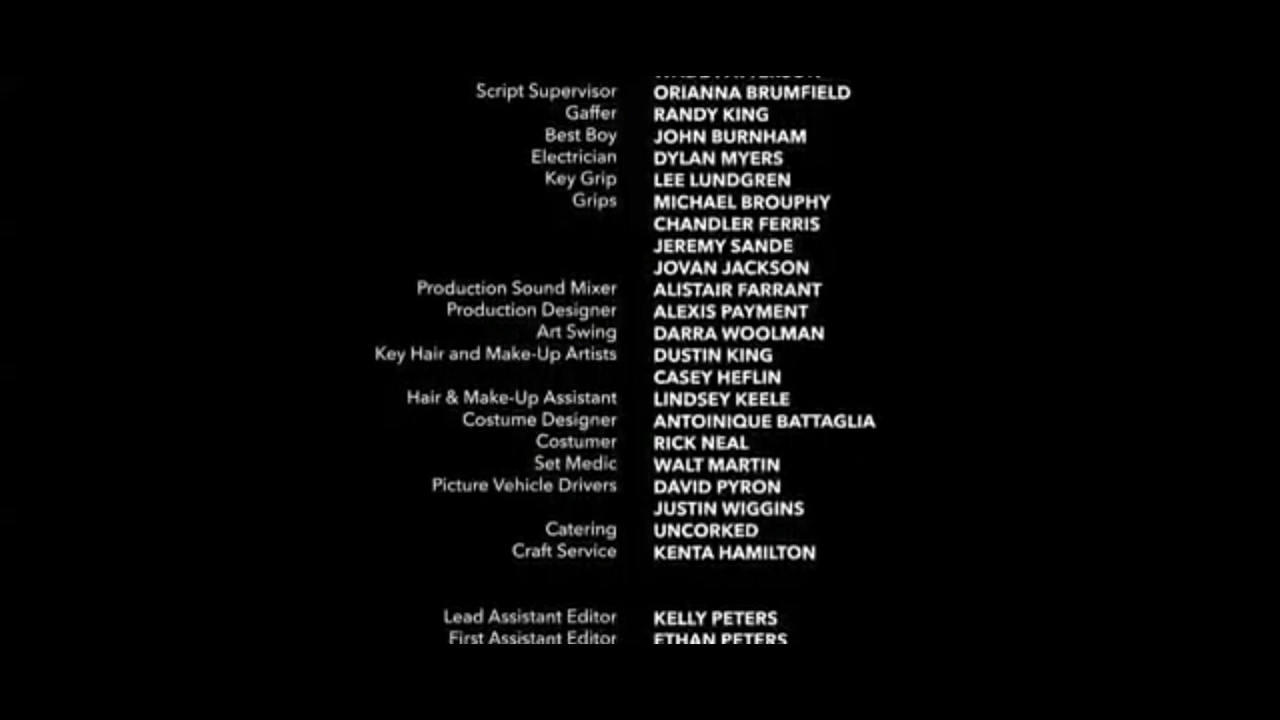 Script Supervisor ORIANNA BRUMFIELD
Gaffer RANDY KING
Best Boy JOHN BURNHAM
Electrician DYLAN MYERS
Key Grip LEE LUNDGREN
Grips MICHAEL BROUPHY
CHANDLER FERRIS
JEREMY SANDE
JOVAN JACKSON
Production Sound Mixer ALISTAIR FARRANT
Production Designer ALEXIS PAYMENT
Art Swing DARRA WOOLMAN
Key Hair and Make-Up Artists DUSTIN KING
CASEY HEFLIN
Hair & Make-Up Assistant LINDSEY KEELE
Costume Designer ANTOINIQUE BATTAGLIA
Costumer RICK NEAL
Set Medic WALT MARTIN
Picture Vehicle Drivers DAVID PYRON
JUSTIN WIGGINS
Catering UNCORKED
Craft Service KENTA HAMILTON
Lead Assistant Editor KELLY PETERS
First Assistant Editor ETHAN PETERS